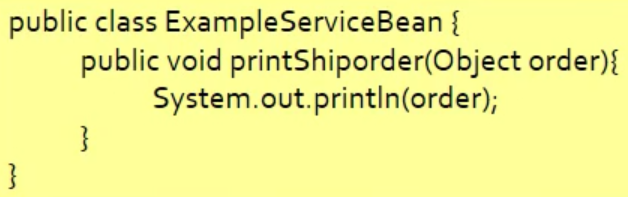 public class ExampleServiceBean {
public void printShiporder(Object order){
System.out.println(order);
}
}